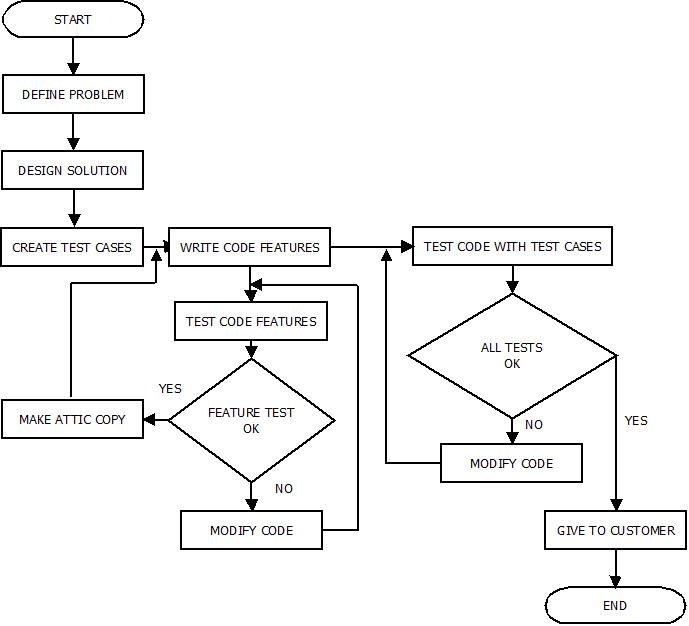 START
DEFINE PROBLEM
DESIGN SOLUTION
CREATE TEST CASES
WRITE CODE FEATURES
TEST CODE WITH TEST CASES
TEST CODE FEATURES
ALL TESTS
OK
YES
FEATURE TEST
OK
MAKE ATTIC COPY
NO
YES
MODIFY CODE
NO
MODIFY CODE
GIVE TO CUSTOMER
END